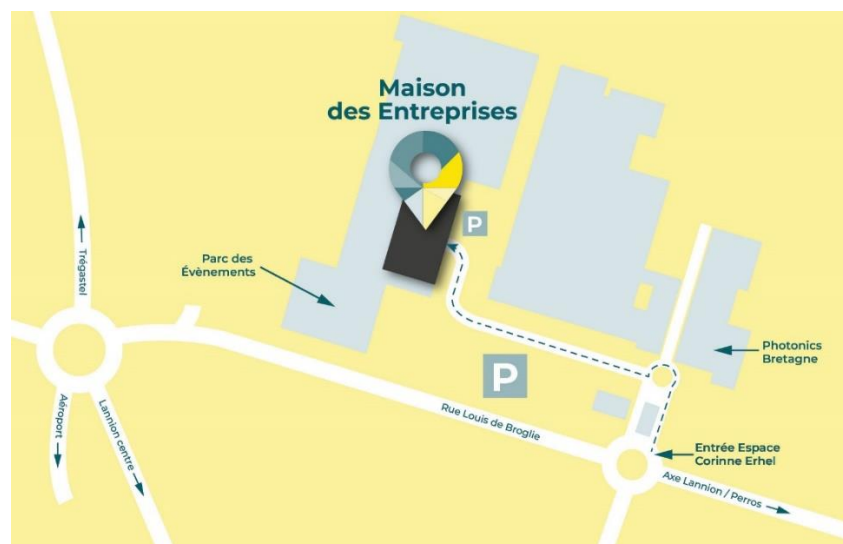 Maison
des Entreprises
P
Parc des
Évènements
Trégastel
Photonics
Bretagne
P
Aéroport
Lannion centre
Rue Louis de Broglie
Entrée Espace
Corinne Erhel
Axe Lannion / Perros